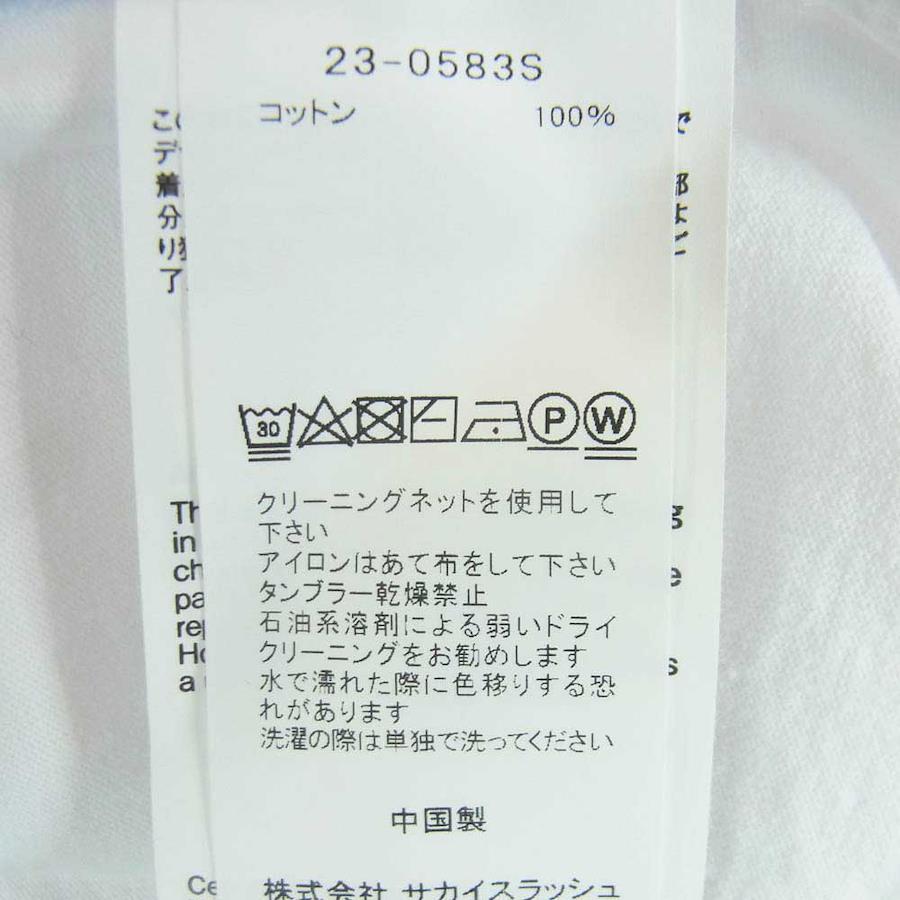 23-0583S
コットン 100%
30
P
W
クリーニングネットを使用して
下さい
アイロンはあて布をして下さい
タンブラー乾燥禁止
石油系溶剤による弱いドライ
クリーニングをお勧めします
水で濡れた際に色移りする恐
れがあります
洗濯の際は単独で洗ってください
中国製
株式会社 サカイスラッシュ